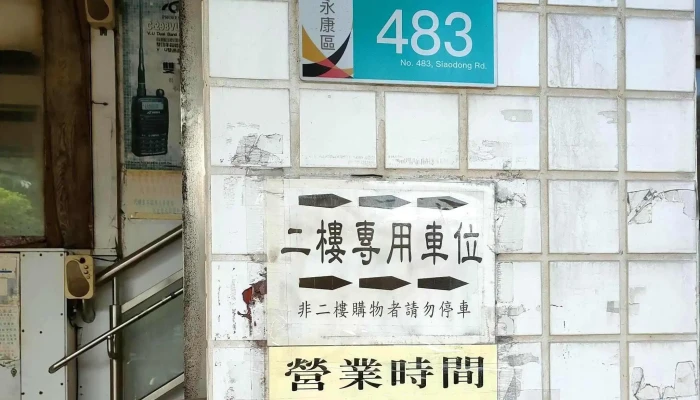 永康區
483
No. 483, Siaodong Rd.
二樓專用車位
非二樓購物者請勿停車
營業時間